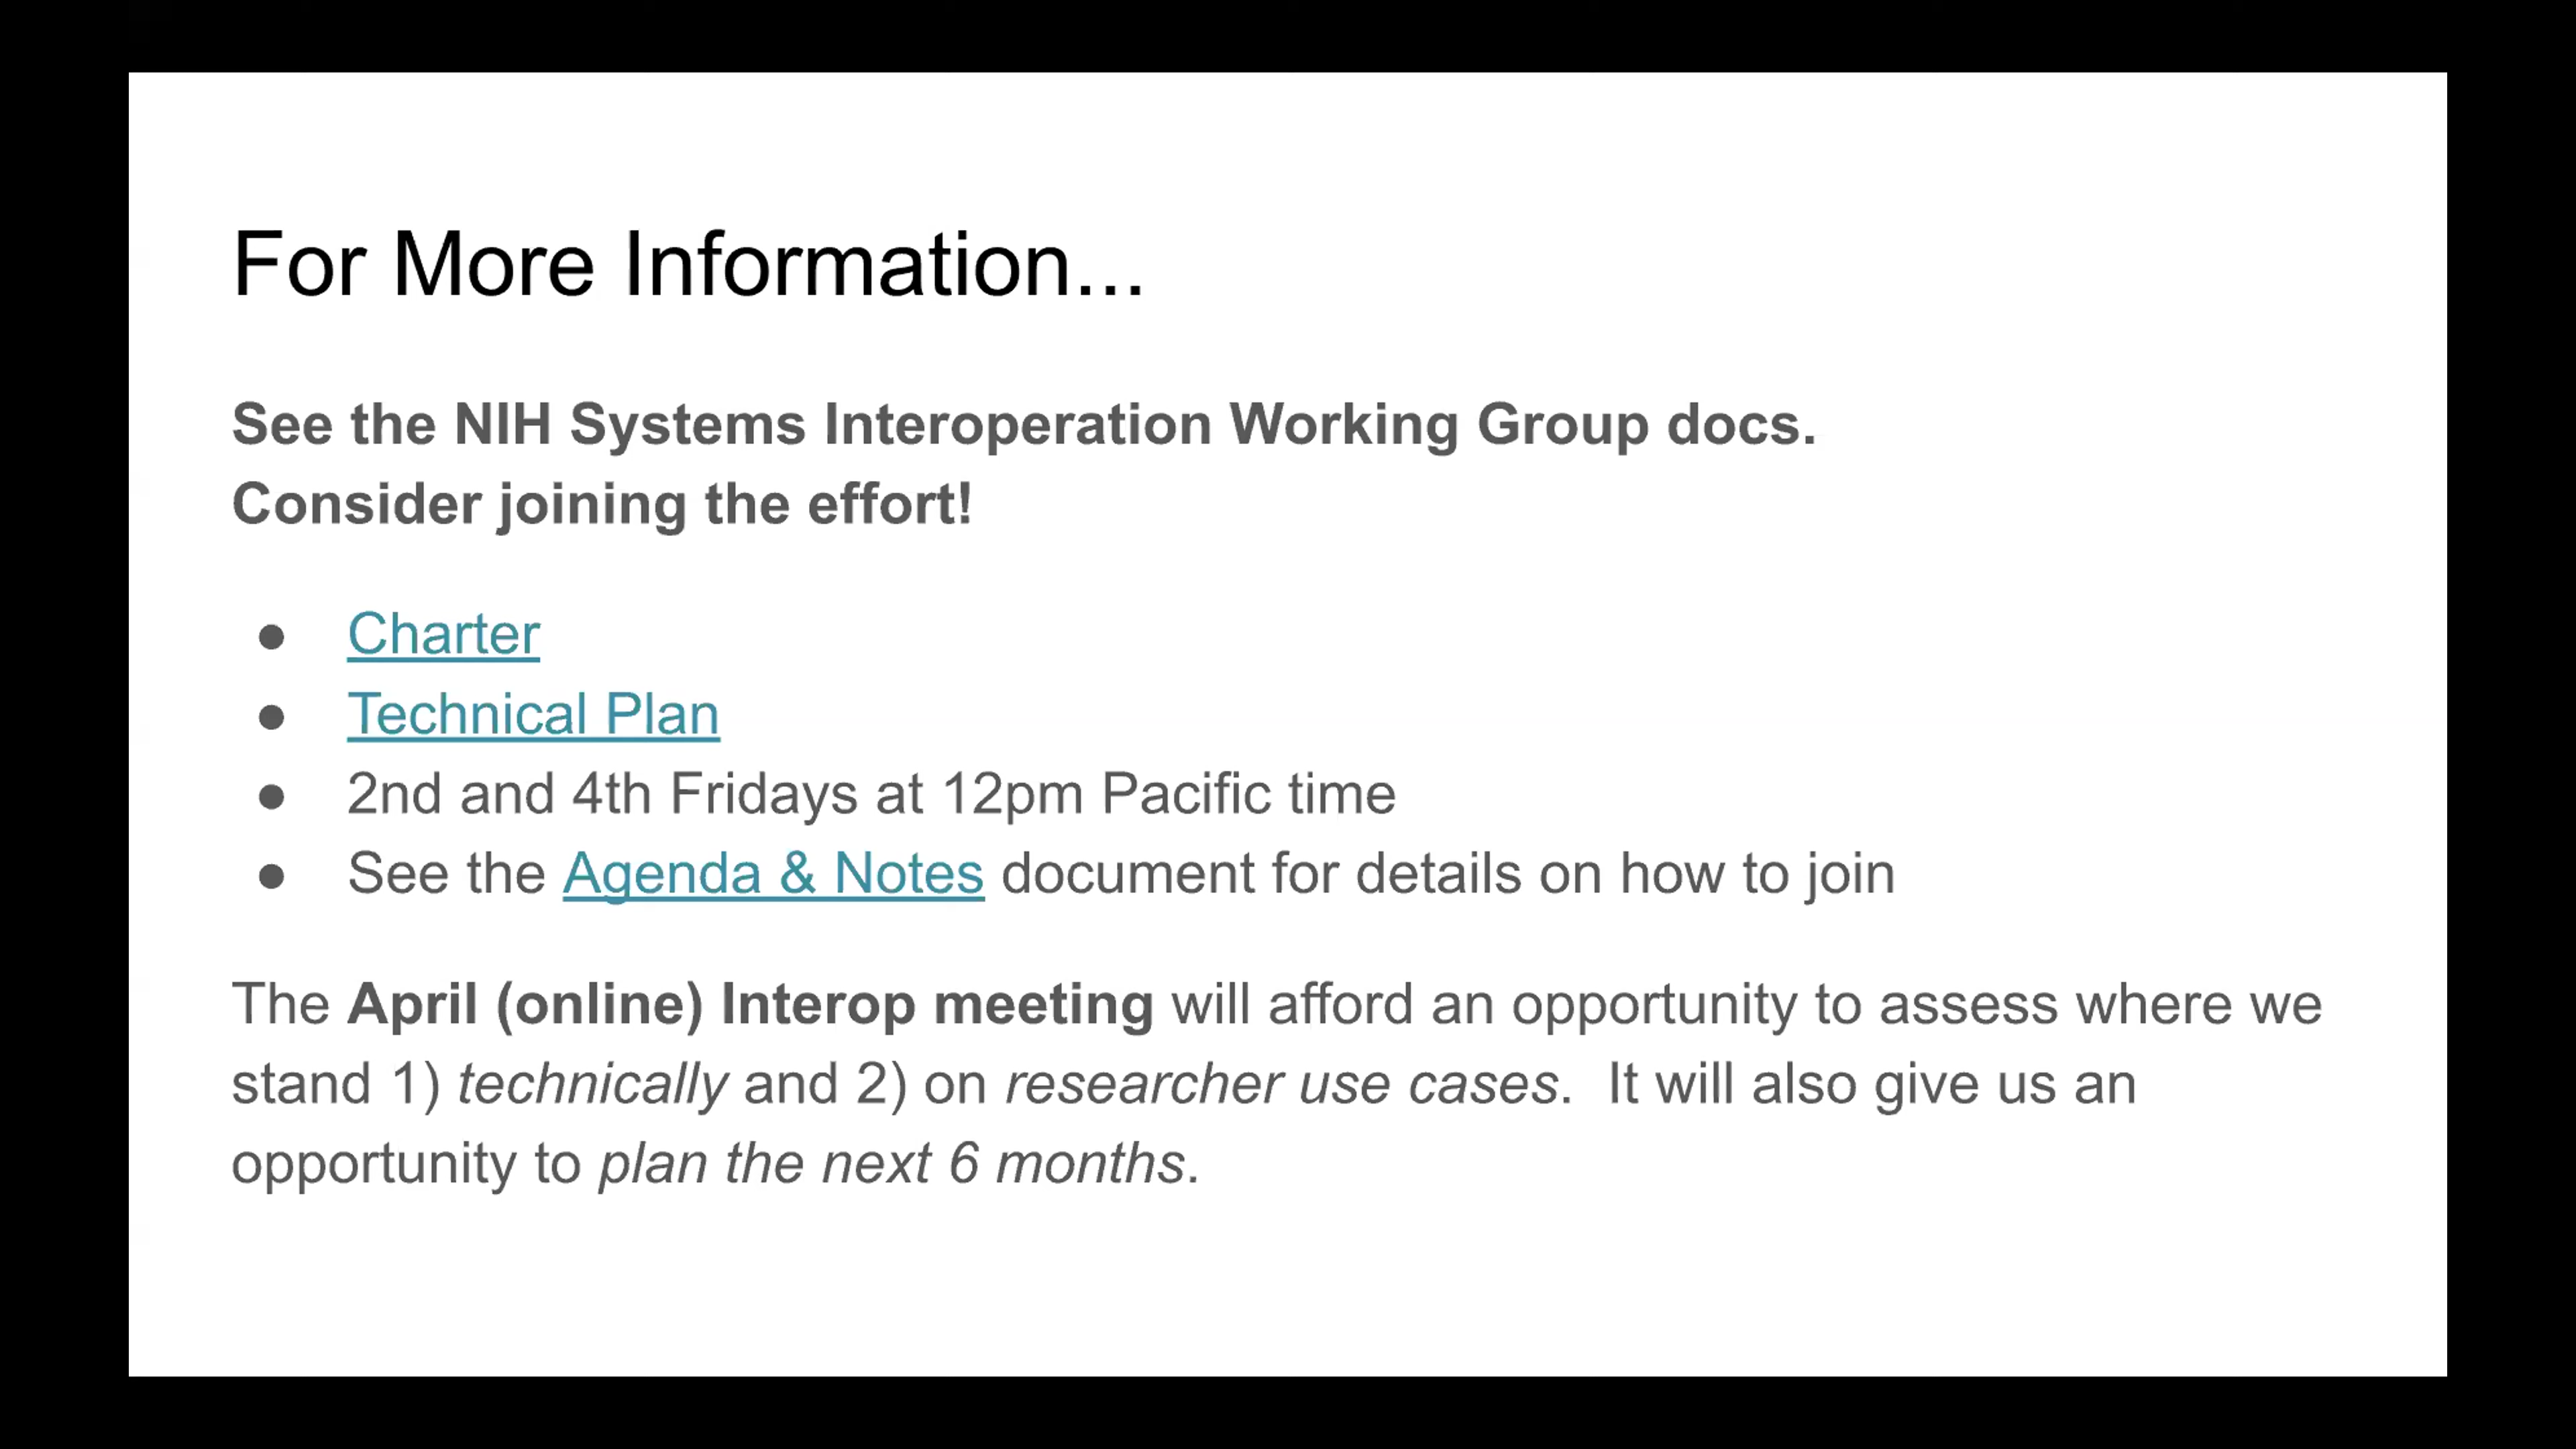 For More Information...
See the NIH Systems Interoperation Working Group docs.
Consider joining the effort!
● Charter
● Technical Plan
● 2nd and 4th Fridays at 12pm Pacific time
● See the Agenda & Notes document for details on how to join
The April (online) Interop meeting will afford an opportunity to assess where we
stand 1) technically and 2) on researcher use cases.  It will also give us an
opportunity to plan the next 6 months.